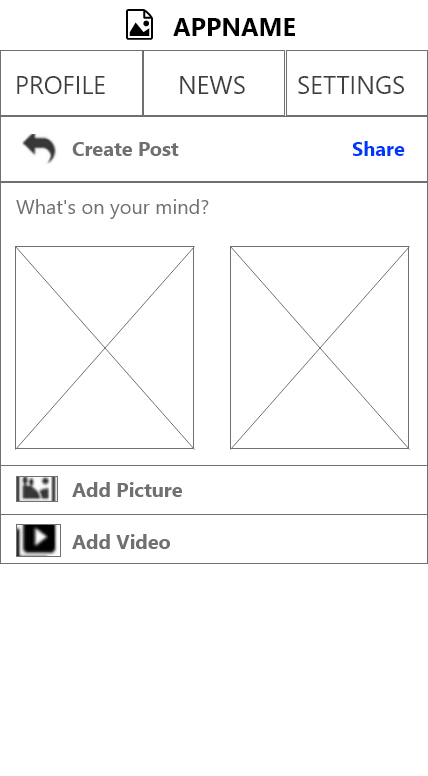 APPNAME
PROFILE NEWS SETTINGS
Create Post Share
What's on your mind?
Add Picture
Add Video